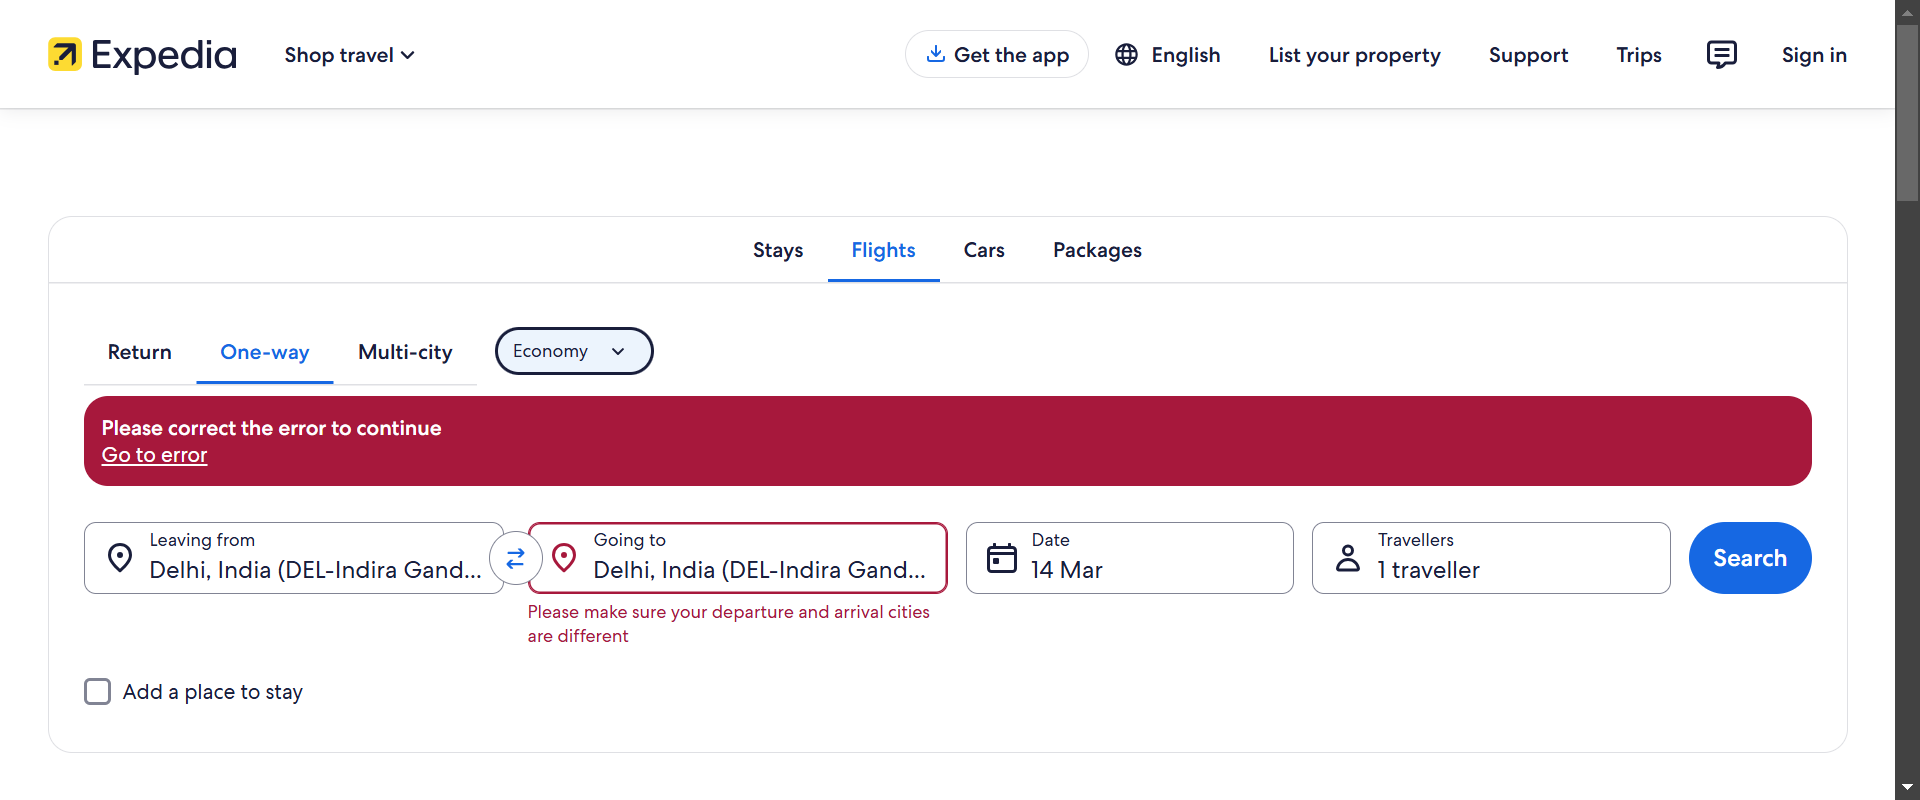 Expedia
Shop travel
Get the app
English
List your property
Support
Trips
Sign in
Stays
Flights
Cars
Packages
Return
One-way
Multi-city
Economy
Please correct the error to continue
Go to error
Leaving from
Delhi, India (DEL-Indira Gand...
Going to
Delhi, India (DEL-Indira Gand...
Please make sure your departure and arrival cities
are different
Date
14 Mar
Travellers
1 traveller
Search
Add a place to stay